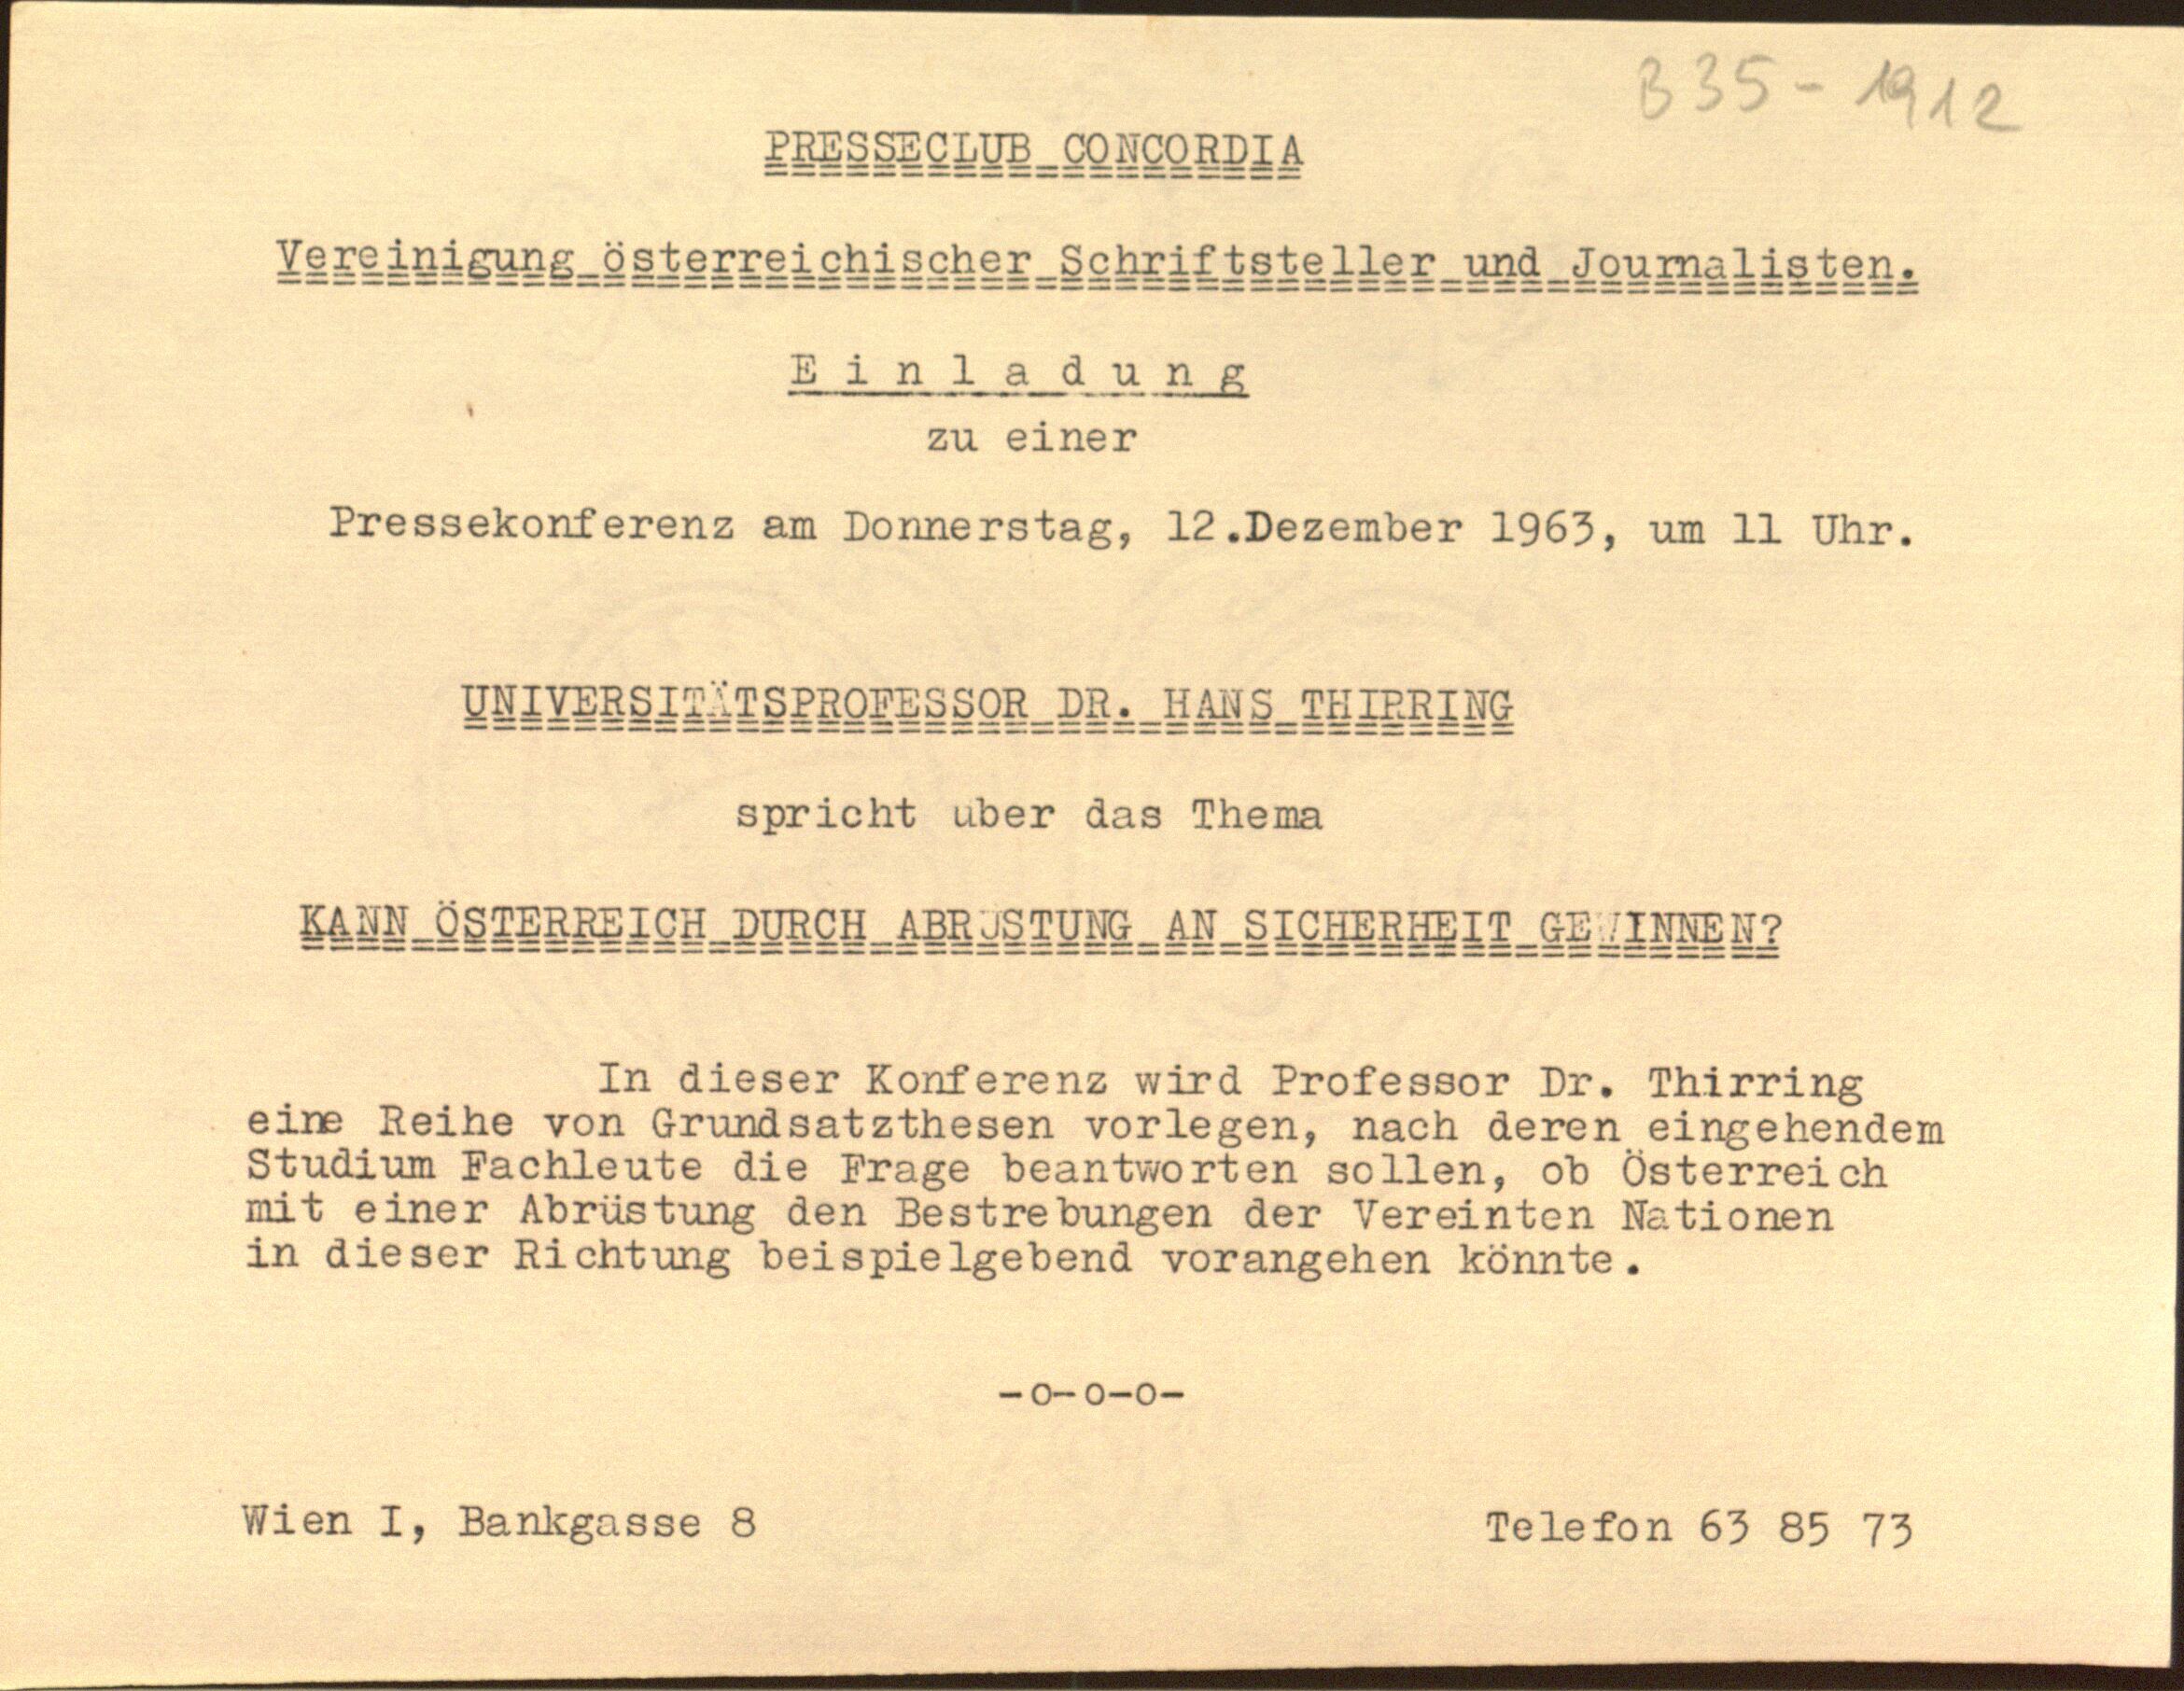 B35-1912
PRESSECLUB CONCORDIA
Vereinigung österreichischer Schriftsteller und Journalisten.
Einladung
zu einer
Pressekonferenz am Donnerstag, 12.Dezember 1963, um 11 Uhr.
UNIVERSITÄTSPROFESSOR DR. HANS THIRRING
spricht uber das Thema
KANN ÖSTERREICH DURCH ABRÜSTUNG AN SICHERHEIT GEWINNEN?
In dieser Konferenz wird Professor Dr. Thirring
eine Reihe von Grundsatzthesen vorlegen, nach deren eingehendem
Studium Fachleute die Frage beantworten sollen, ob Österreich
mit einer Abrüstung den Bestrebungen der Vereinten Nationen
in dieser Richtung beispielgebend vorangehen könnte.
-o-o-o-
Wien I, Bankgasse 8 Telefon 63 85 73